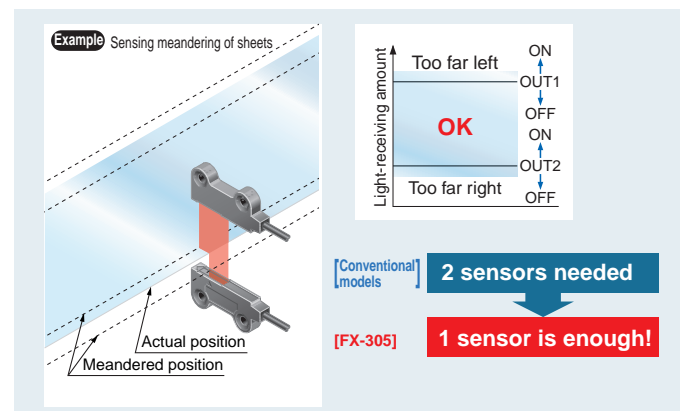 Example Sensing meandering of sheets
Actual position
Meandered position
Light-receiving amount
Too far left
OK
Too far right
ON
OUT1
OFF
ON
OUT2
OFF
[Conventional models]
2 sensors needed
[FX-305]
1 sensor is enough!